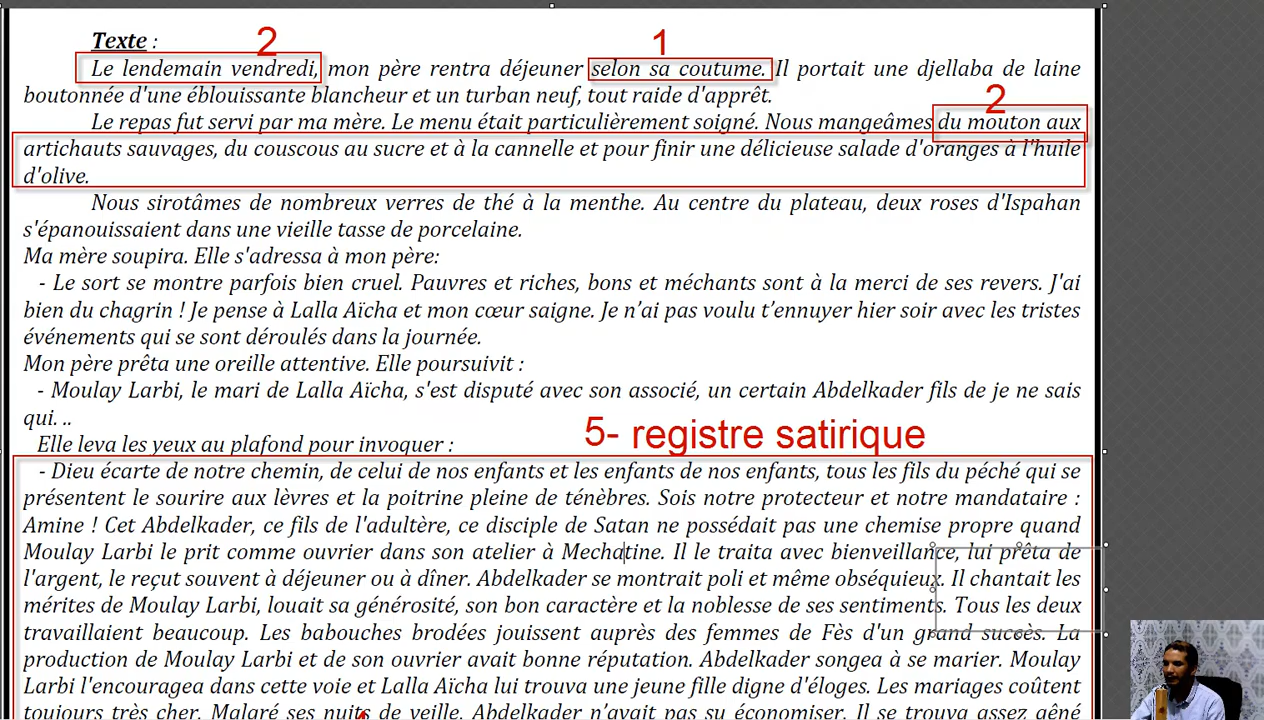 Texte :
2
1
Le lendemain vendredi, mon père rentra déjeuner selon sa coutume. Il portait une djellaba de laine
boutonnée d'une éblouissante blancheur et un turban neuf, tout raide d'apprêt.
2
Le repas fut servi par ma mère. Le menu était particulièrement soigné. Nous mangeâmes du mouton aux
artichauts sauvages, du couscous au sucre et à la cannelle et pour finir une délicieuse salade d'oranges à l'huile
d'olive.
Nous sirotâmes de nombreux verres de thé à la menthe. Au centre du plateau, deux roses d'Ispahan
s'épanouissaient dans une vieille tasse de porcelaine.
Ma mère soupira. Elle s'adressa à mon père:
- Le sort se montre parfois bien cruel. Pauvres et riches, bons et méchants sont à la merci de ses revers. J'ai
bien du chagrin ! Je pense à Lalla Aïcha et mon cœur saigne. Je n’ai pas voulu t’ennuyer hier soir avec les tristes
événements qui se sont déroulés dans la journée.
Mon père prêta une oreille attentive. Elle poursuivit :
- Moulay Larbi, le mari de Lalla Aïcha, s'est disputé avec son associé, un certain Abdelkader fils de je ne sais
qui. ..
Elle leva les yeux au plafond pour invoquer :
5- registre satirique
- Dieu écarte de notre chemin, de celui de nos enfants et les enfants de nos enfants, tous les fils du péché qui se
présentent le sourire aux lèvres et la poitrine pleine de ténèbres. Sois notre protecteur et notre mandataire :
Amine ! Cet Abdelkader, ce fils de l'adultère, ce disciple de Satan ne possédait pas une chemise propre quand
Moulay Larbi le prit comme ouvrier dans son atelier à Mechatine. Il le traita avec bienveillance, lui prêta de
l'argent, le reçut souvent à déjeuner ou à dîner. Abdelkader se montrait poli et même obséquieux. Il chantait les
mérites de Moulay Larbi, louait sa générosité, son bon caractère et la noblesse de ses sentiments. Tous les deux
travaillaient beaucoup. Les babouches brodées jouissent auprès des femmes de Fès d'un grand succès. La
production de Moulay Larbi et de son ouvrier avait bonne réputation. Abdelkader songea à se marier. Moulay
Larbi l'encouragea dans cette voie et Lalla Aïcha lui trouva une jeune fille digne d'éloges. Les mariages coûtent
toujours très cher. Malgré ses nuits de veille, Abdelkader n’avait pas su économiser. Il se trouva assez gêné